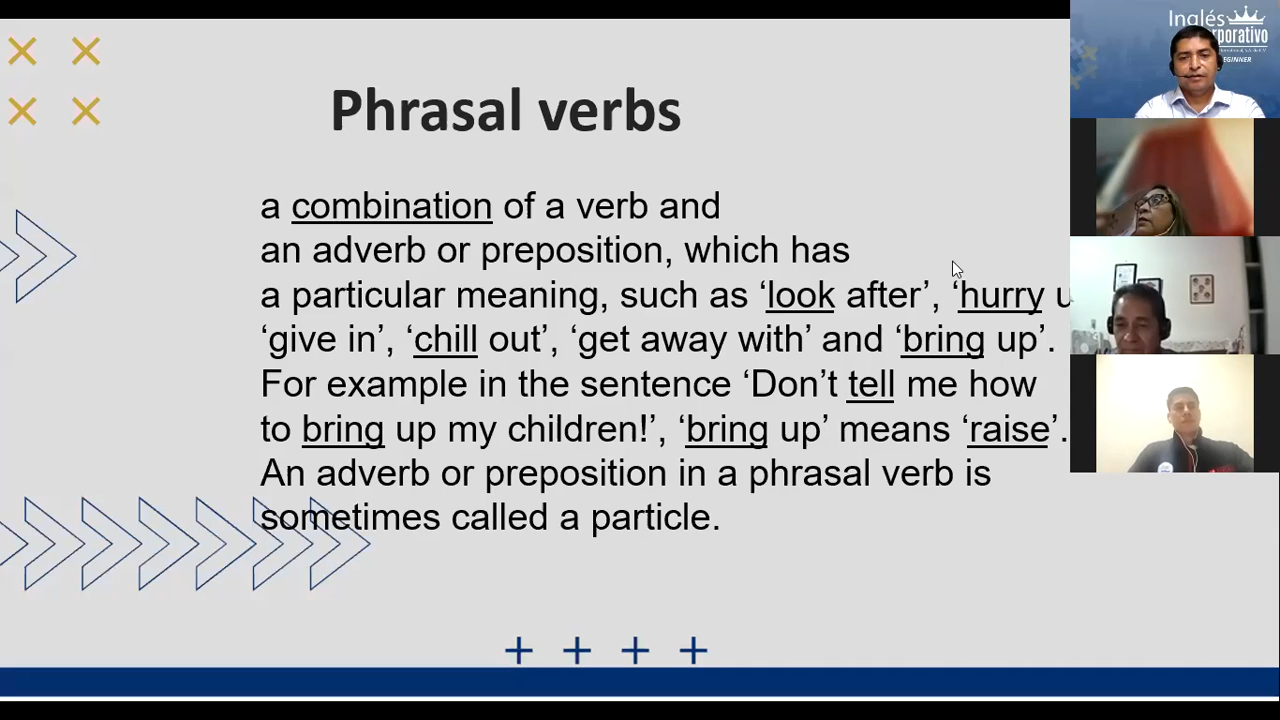 Phrasal verbs
a combination of a verb and
an adverb or preposition, which has
a particular meaning, such as ‘look after’, ‘hurry u
‘give in’, ‘chill out’, ‘get away with’ and ‘bring up’.
For example in the sentence ‘Don’t tell me how
to bring up my children!’, ‘bring up’ means ‘raise’.
An adverb or preposition in a phrasal verb is
sometimes called a particle.
Inglés
rporativo
EGINNER